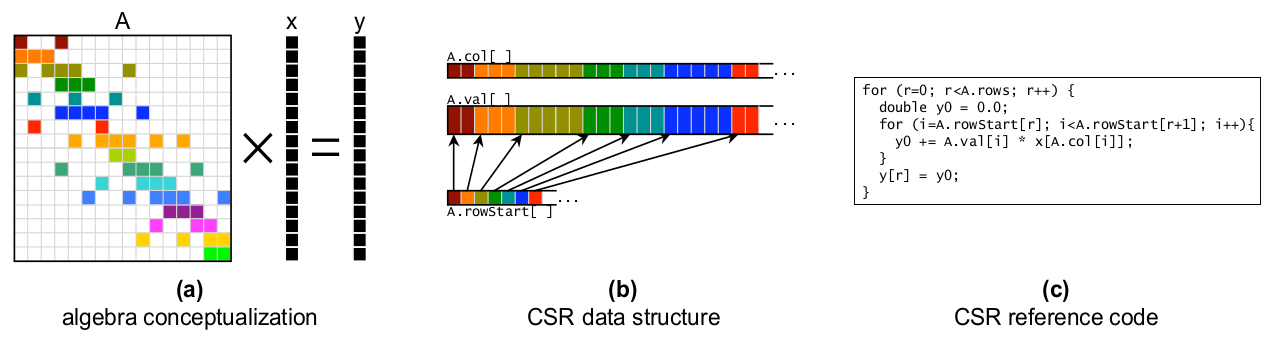 A x y
× =
(a)
algebra conceptualization
A.col[ ]
...
A.val[ ]
...
...
A.rowStart[ ]
(b)
CSR data structure
for (r=0; r<A.rows; r++) {
double y0 = 0.0;
for (i=A.rowStart[r]; i<A.rowStart[r+1]; i++){
y0 += A.val[i] * x[A.col[i]];
}
y[r] = y0;
}
(c)
CSR reference code